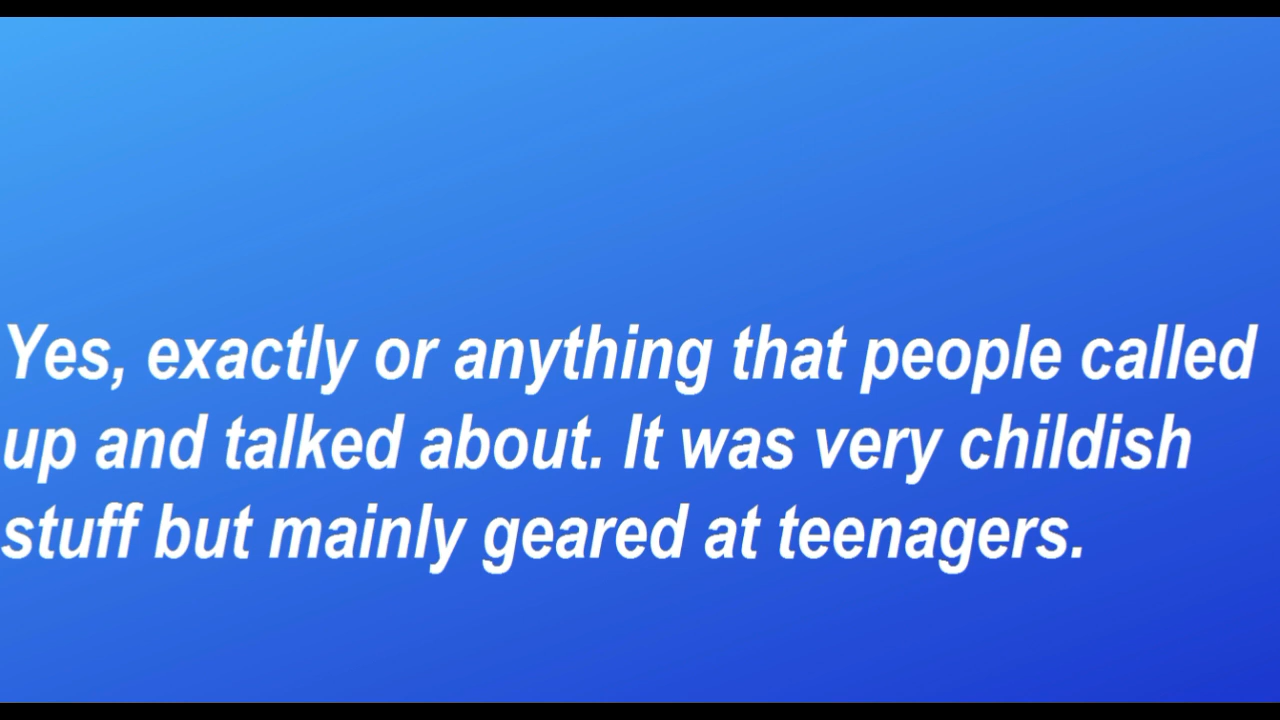 Yes, exactly or anything that people called
up and talked about. It was very childish
stuff but mainly geared at teenagers.